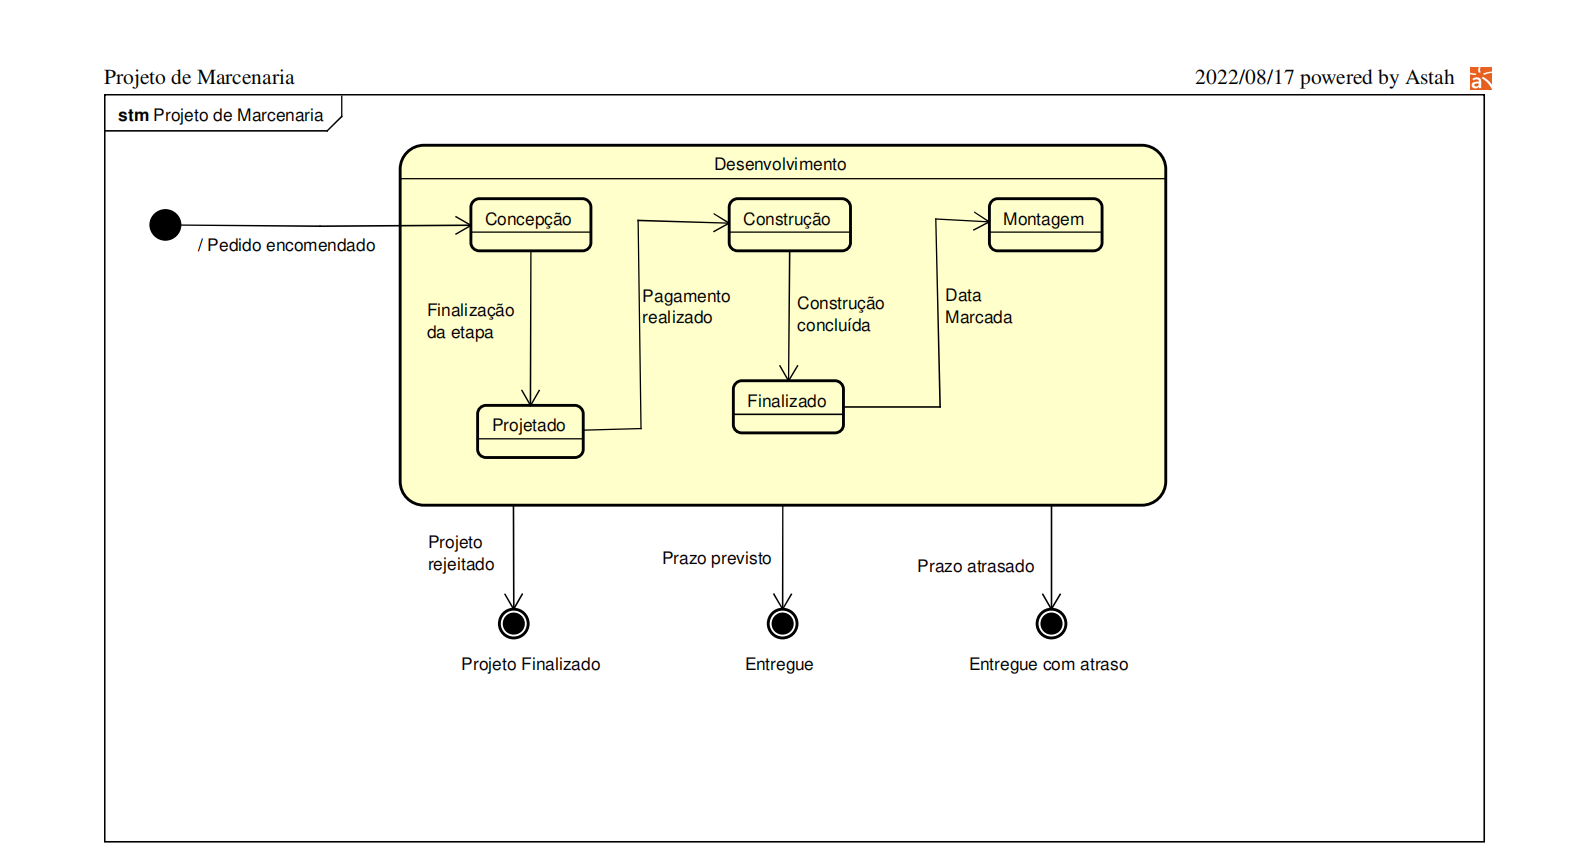 Projeto de Marcenaria
2022/08/17 powered by Astah
a
stm Projeto de Marcenaria
Desenvolvimento
Concepção
Construção
Montagem
/ Pedido encomendado
Finalização
da etapa
Pagamento
realizado
Construção
concluída
Data
Marcada
Projetado
Finalizado
Projeto
rejeitado
Prazo previsto
Prazo atrasado
Projeto Finalizado
Entregue
Entregue com atraso